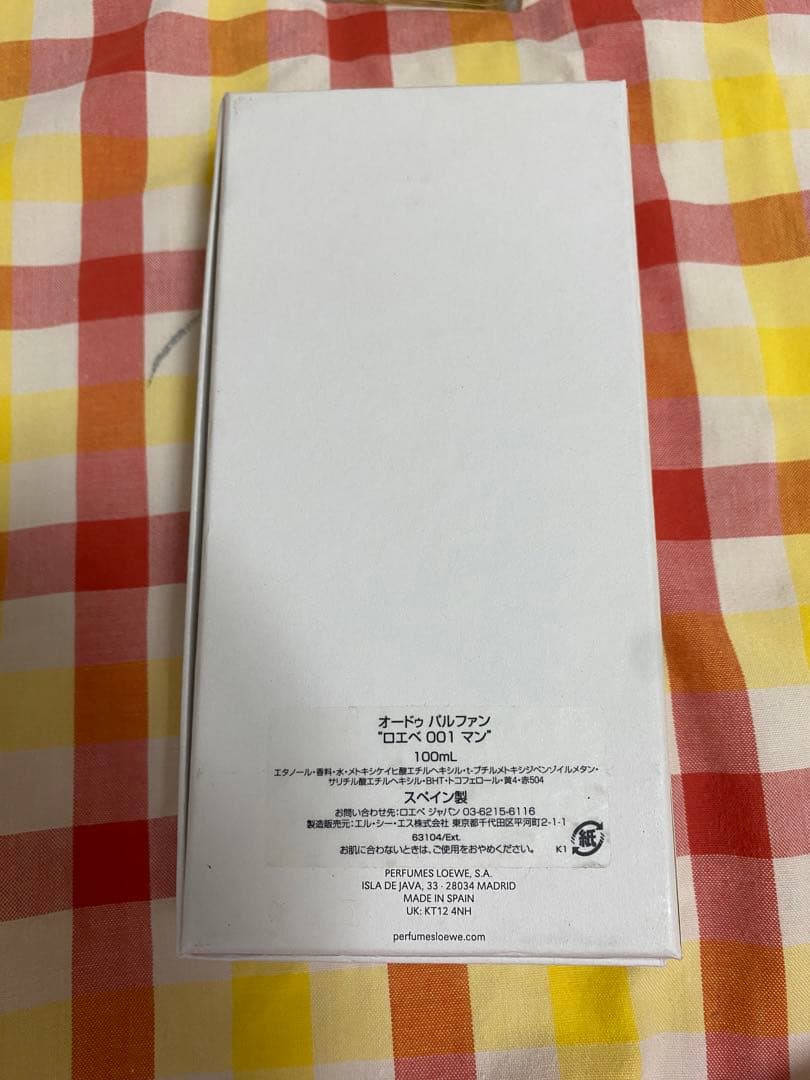 オードゥ パルファン
"ロエベ 001 マン"
100mL
エタノール・香料・水・メトキシケイヒ酸エチルヘキシル・t-ブチルメトキシジベンゾイルメタン・
サリチル酸エチルヘキシル・BHT・トコフェロール・黄4・赤504
スペイン製
お問い合わせ先:ロエベ ジャパン 03-6215-6116
製造販売元:エル・シー・エス株式会社 東京都千代田区平河町2-1-1
63104/Ext.
お肌に合わないときは、ご使用をおやめください。 K1 紙
PERFUMES LOEWE, S.A.
ISLA DE JAVA, 33 - 28034 MADRID
MADE IN SPAIN
UK: KT12 4NH
perfumesloewe.com